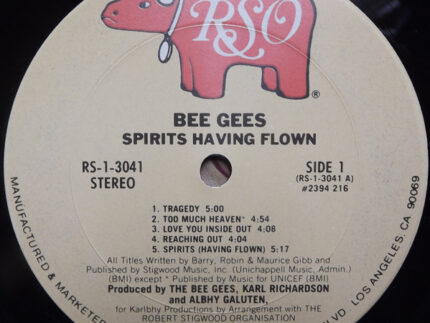 RSO
®
BEE GEES
SPIRITS HAVING FLOWN
RS-1-3041
STEREO
SIDE 1
(RS-1-3041 A)
#2394 216
1. TRAGEDY 5:00
2. TOO MUCH HEAVEN* 4:54
3. LOVE YOU INSIDE OUT 4:08
4. REACHING OUT 4:04
5. SPIRITS (HAVING FLOWN) 5:17
All Titles Written by Barry, Robin & Maurice Gibb and
Published by Stigwood Music, Inc. (Unichappell Music, Admin.)
(BMI) except * Published by Music for UNICEF (BMI)
Produced by THE BEE GEES, KARL RICHARDSON
and ALBHY GALUTEN,
for Karlbhy Productions by Arrangement with THE
ROBERT STIGWOOD ORGANISATION
MANUFACTURED & MARKETED
BLVD. LOS ANGELES, CA 90069